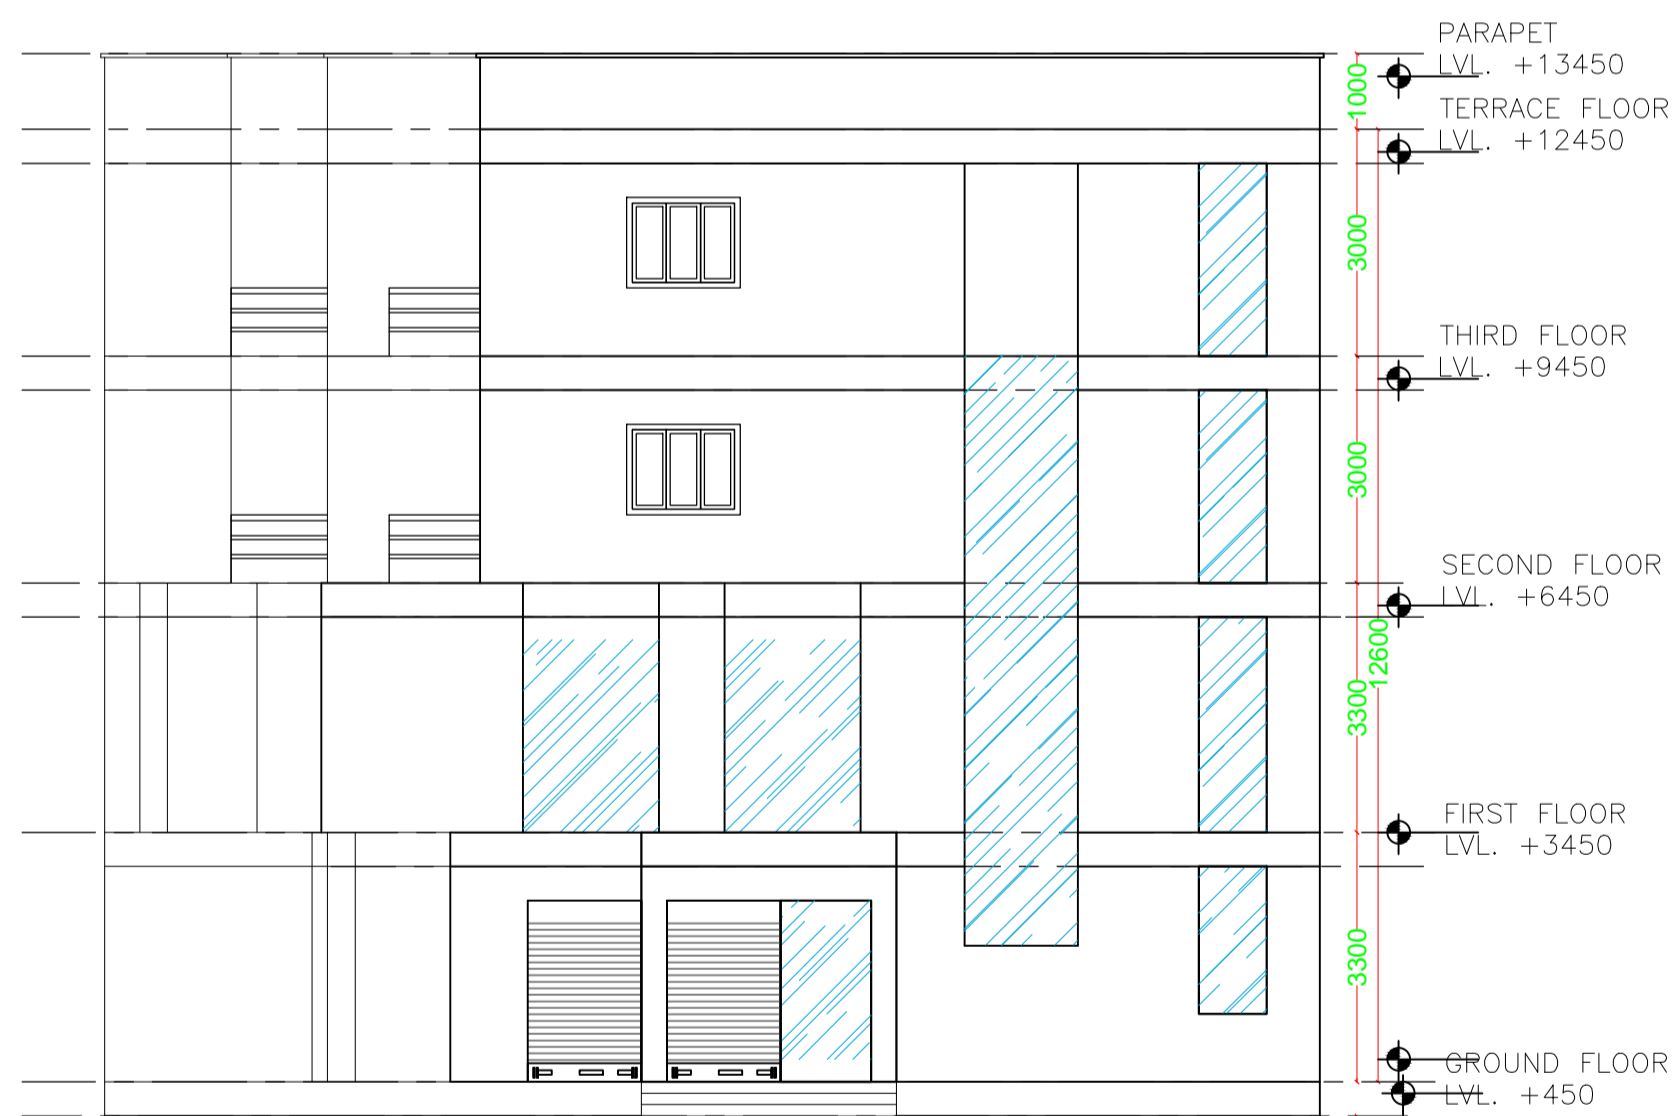 PARAPET
LVL. +13450
1000
TERRACE FLOOR
LVL. +12450
3000
THIRD FLOOR
LVL. +9450
3000
SECOND FLOOR
LVL. +6450
12600
3300
FIRST FLOOR
LVL. +3450
3300
GROUND FLOOR
LVL. +450